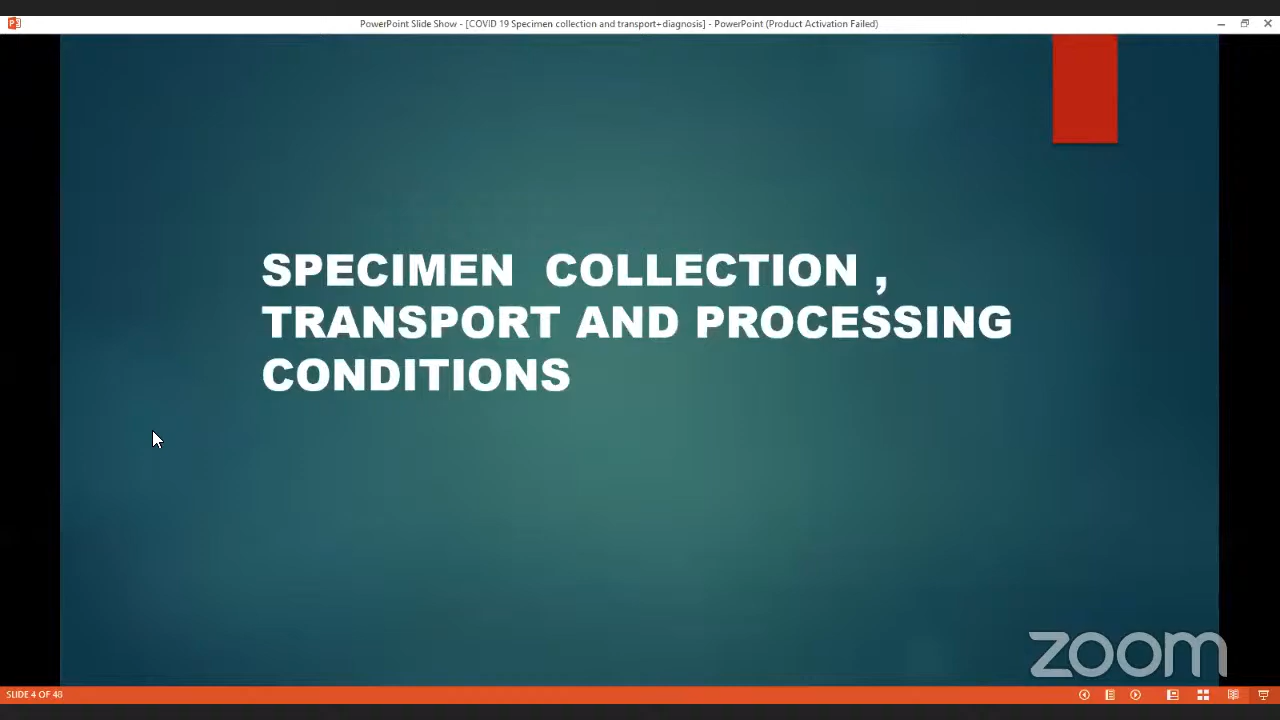 PowerPoint Slide Show - [COVID 19 Specimen collection and transport+diagnosis] - PowerPoint (Product Activation Failed)
SPECIMEN  COLLECTION ,
TRANSPORT AND PROCESSING
CONDITIONS
zoom
SLIDE 4 OF 48